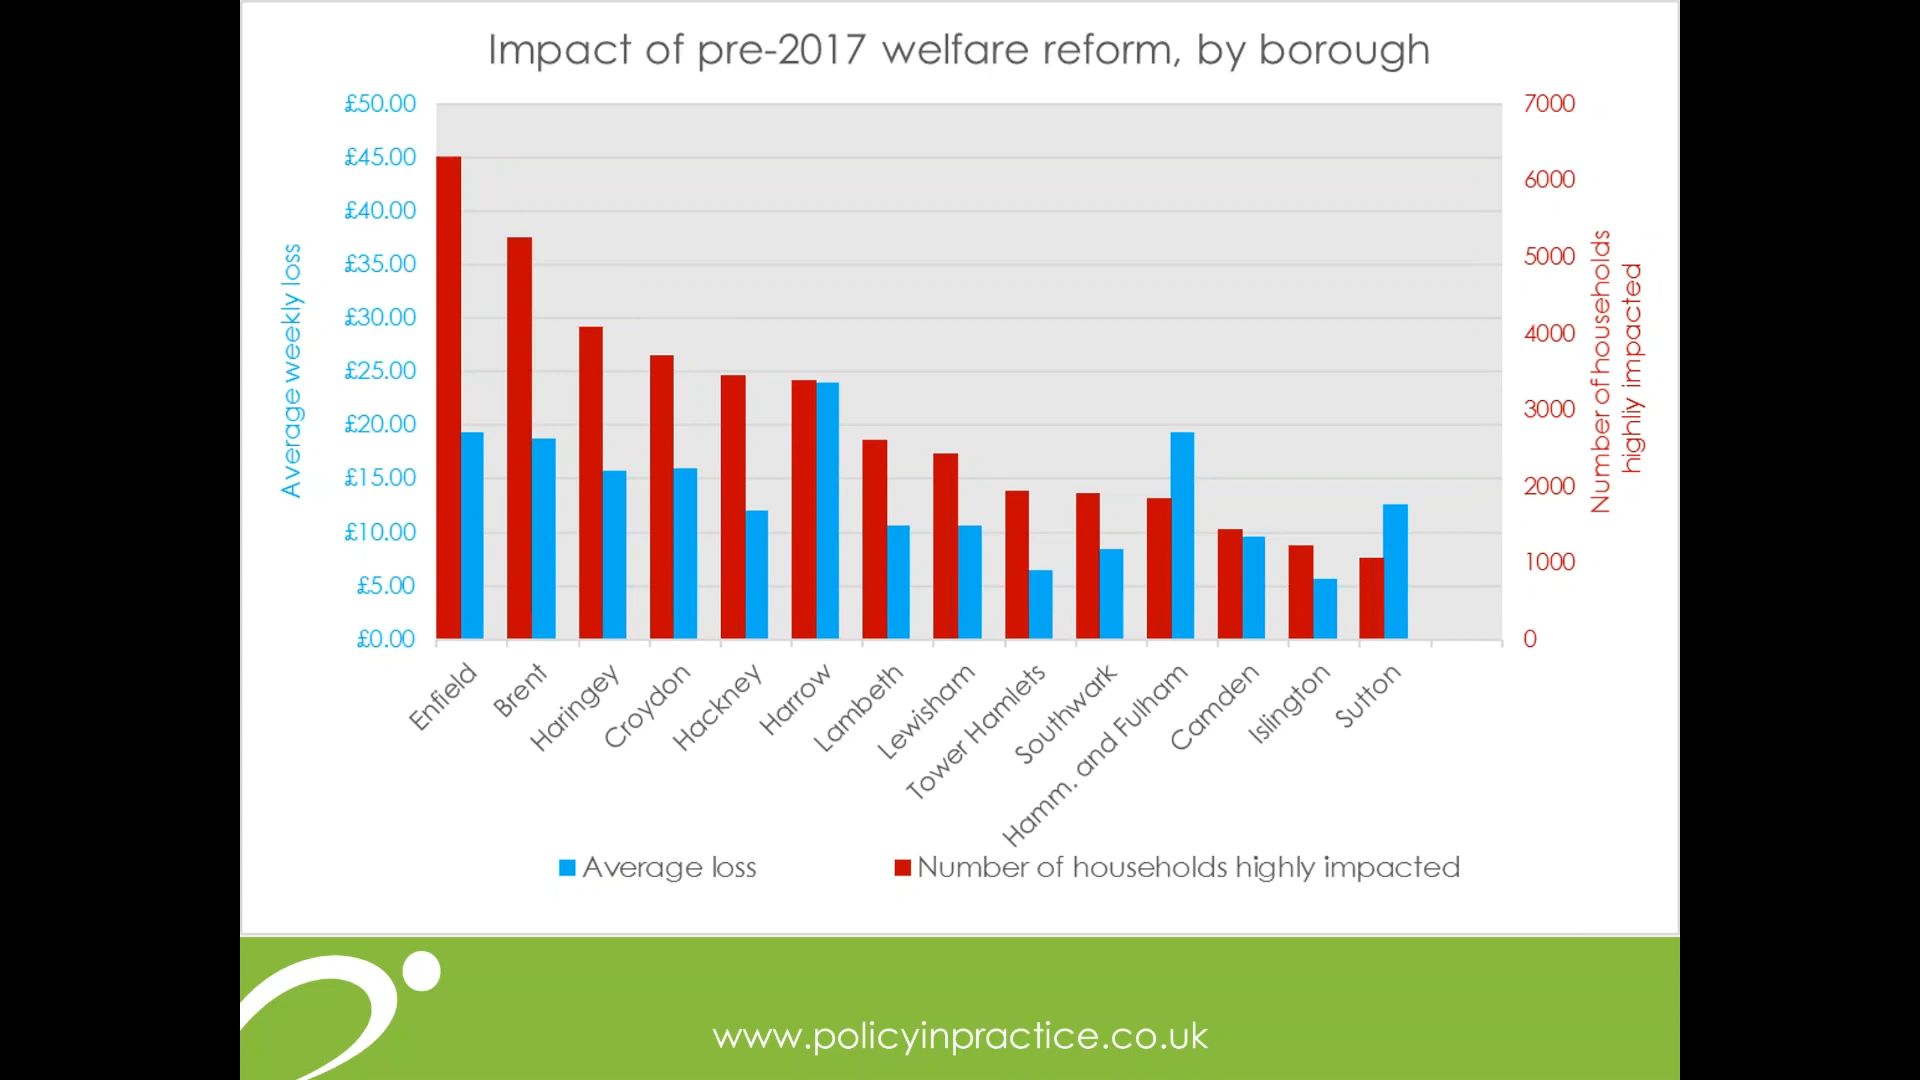 Impact of pre-2017 welfare reform, by borough
£50.00
£45.00
£40.00
£35.00
£30.00
£25.00
£20.00
£15.00
£10.00
£5.00
£0.00
Average weekly loss
7000
6000
5000
4000
3000
2000
1000
0
Number of households
highliy impacted
Enfield
Brent
Haringey
Croydon
Hackney
Harrow
Lambeth
Lewisham
Tower Hamlets
Southwark
Hamm. and Fulham
Camden
Islington
Sutton
Average loss
Number of households highly impacted
www.policyinpractice.co.uk